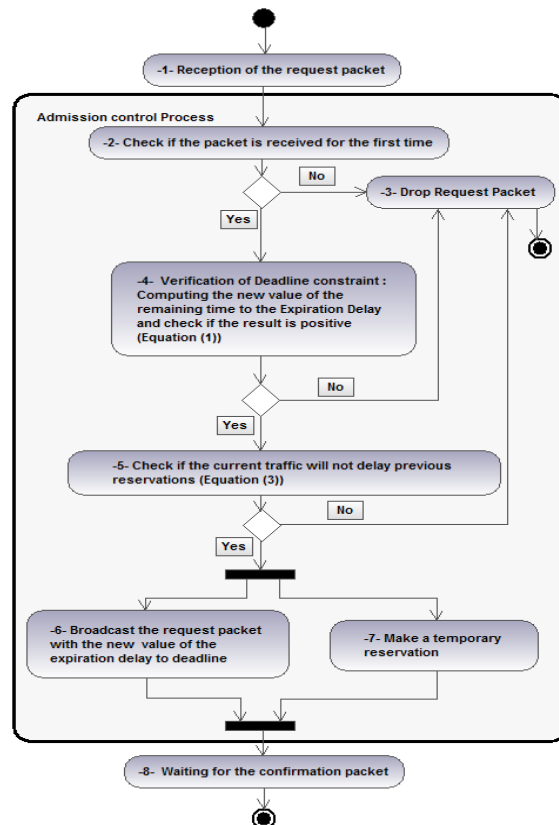 -1- Reception of the request packet
Admission control Process
-2- Check if the packet is received for the first time
No
-3- Drop Request Packet
Yes
-4- Verification of Deadline constraint :
Computing the new value of the
remaining time to the Expiration Delay
and check if the result is positive
(Equation (1))
No
Yes
-5- Check if the current traffic will not delay previous
reservations (Equation (3))
No
Yes
-6- Broadcast the request packet
with the new value of the
expiration delay to deadline
-7- Make a temporary
reservation
-8- Waiting for the confirmation packet